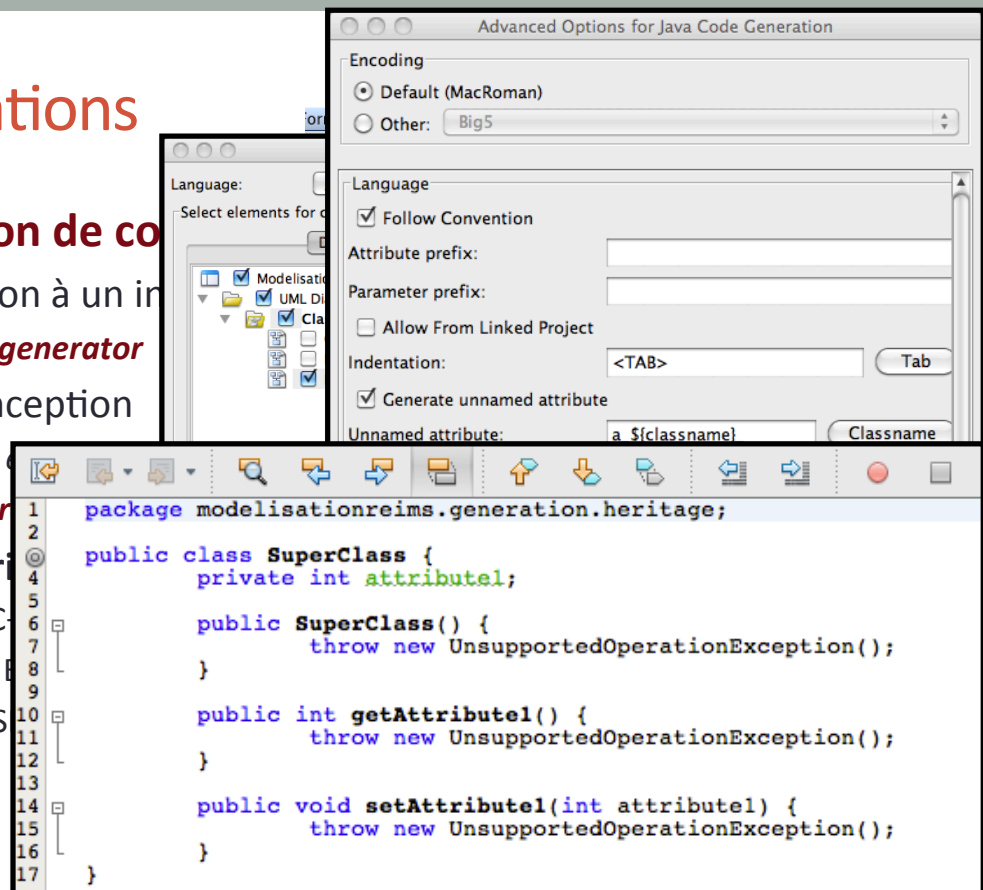 ations
on de co
on à un in
generator
nception
Advanced Options for Java Code Generation
Encoding
Default (MacRoman)
Other: Big5
Language
Follow Convention
Attribute prefix:
Parameter prefix:
Allow From Linked Project
Indentation: <TAB> Tab
Generate unnamed attribute
Unnamed attribute: a_${classname} Classname
Language:
Select elements for c
Modelisatio
UML Di
Cla
1 package modelisationreims.generation.heritage;
2
public class SuperClass {
4 private int attribute1;
5
6 public SuperClass() {
7 throw new UnsupportedOperationException();
8 }
9
10 public int getAttribute1() {
11 throw new UnsupportedOperationException();
12 }
13
14 public void setAttribute1(int attribute1) {
15 throw new UnsupportedOperationException();
16 }
17 }